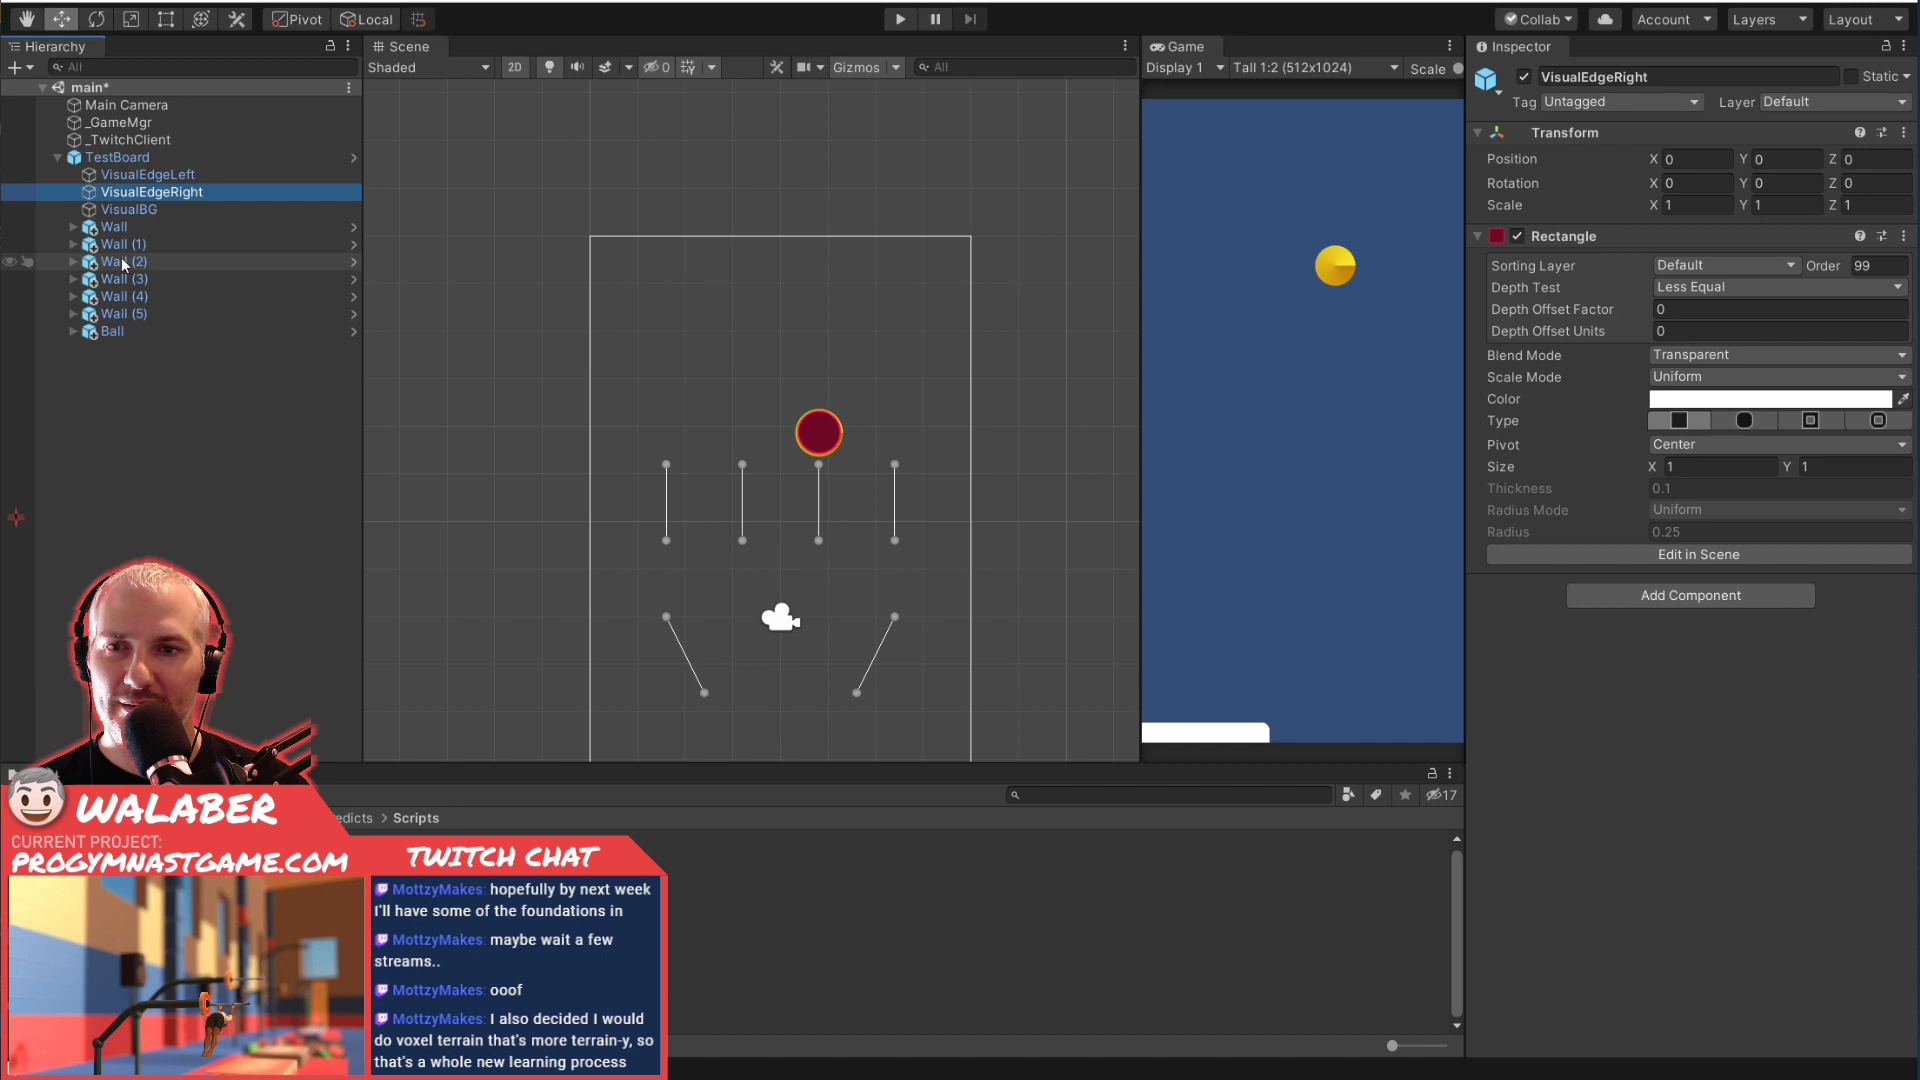 Pivot
Local
Collab
Account
Layers
Layout
Hierarchy
All
main*
Main Camera
_GameMgr
_TwitchClient
TestBoard
VisualEdgeLeft
VisualEdgeRight
VisualBG
Wall
Wall (1)
Wall (2)
Wall (3)
Wall (4)
Wall (5)
Ball
Scene
Shaded
2D
0
Gizmos
All
Game
Display 1
Tall 1:2 (512x1024)
Scale
Inspector
VisualEdgeRight
Static
Tag Untagged
Layer Default
Transform
Position X 0 Y 0 Z 0
Rotation X 0 Y 0 Z 0
Scale X 1 Y 1 Z 1
Rectangle
Sorting Layer Default Order 99
Depth Test Less Equal
Depth Offset Factor 0
Depth Offset Units 0
Blend Mode Transparent
Scale Mode Uniform
Color
Type
Pivot Center
Size X 1 Y 1
Thickness 0.1
Radius Mode Uniform
Radius 0.25
Edit in Scene
Add Component
17
edicts > Scripts
WALABER
CURRENT PROJECT:
PROGYMNASTGAME.COM
TWITCH CHAT
MottzyMakes: hopefully by next week
I'll have some of the foundations in
MottzyMakes: maybe wait a few
streams..
MottzyMakes: ooof
MottzyMakes: I also decided I would
do voxel terrain that's more terrain-y, so
that's a whole new learning process